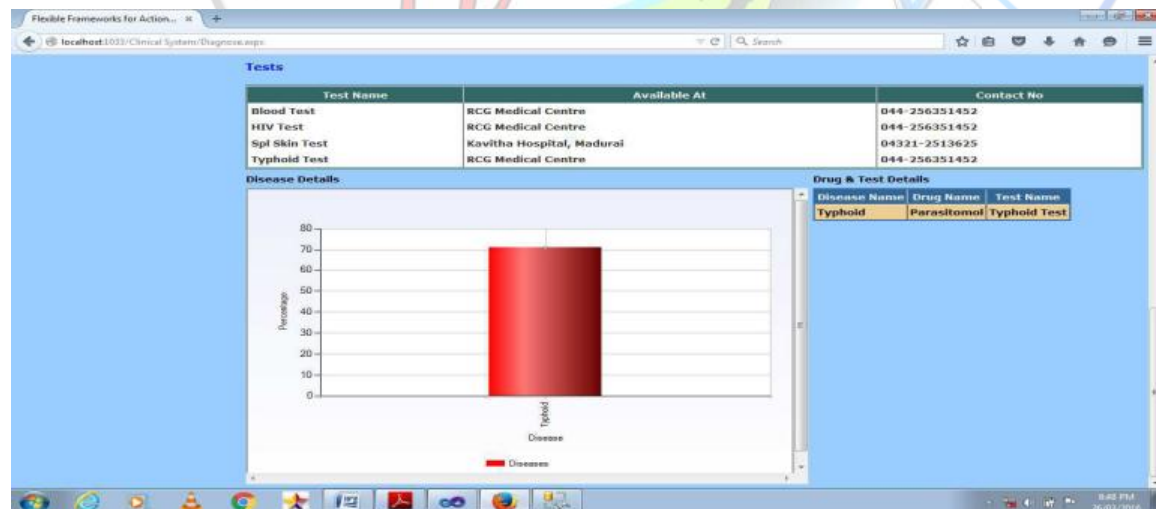 Flexible Frameworks for Action...
localhost:1033/Clinical System/Diagnose.aspx
Search
Tests
Test Name Available At Contact No
Blood Test RCG Medical Centre 044-256351452
HIV Test RCG Medical Centre 044-256351452
Spl Skin Test Kavitha Hospital, Madurai 04321-2513625
Typhoid Test RCG Medical Centre 044-256351452
Disease Details Drug & Test Details
Disease Name Drug Name Test Name
Typhoid Parasitomol Typhoid Test
80
70
60
50
40
30
20
10
0
Percentage
Typhoid
Disease
Diseases
8:48 PM